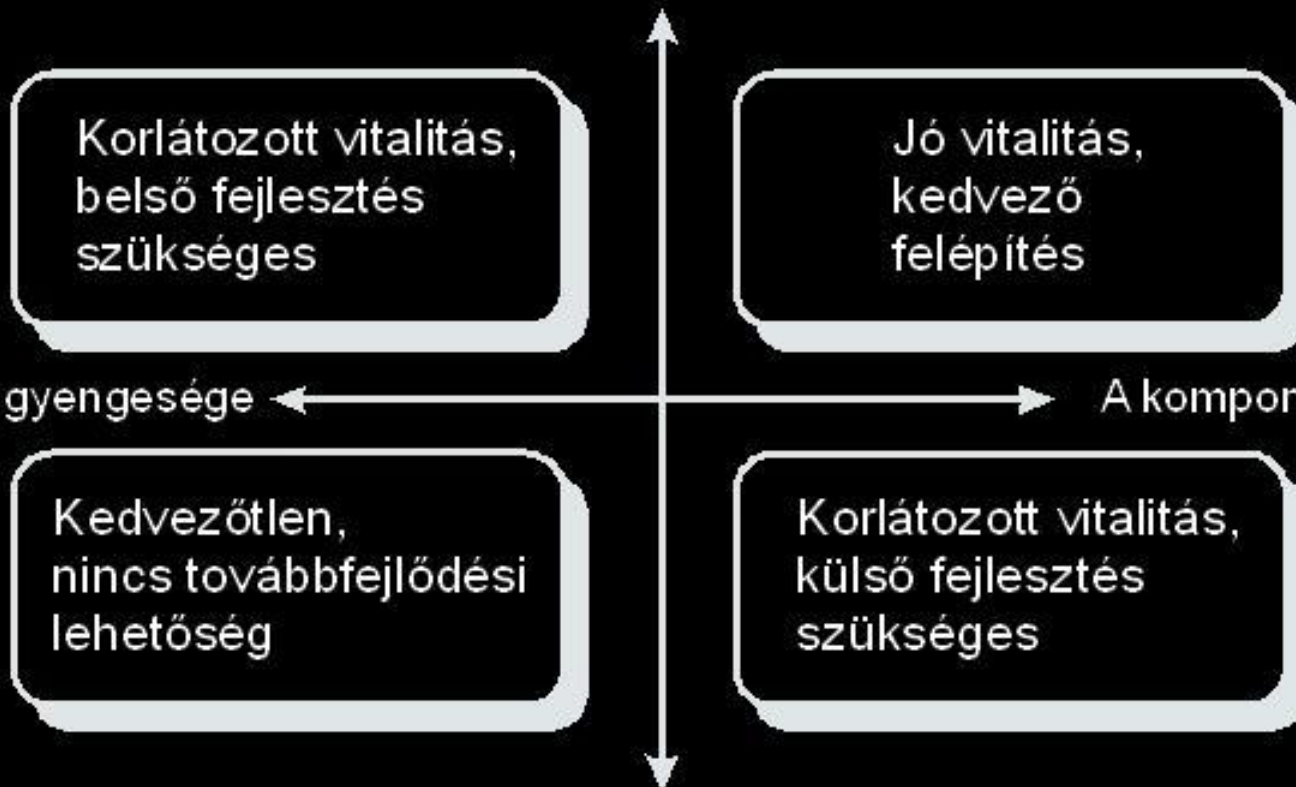 Korlátozott vitalitás,
belső fejlesztés
szükséges
Jó vitalitás,
kedvező
felépítés
gyengesége
A
Kedvezőtlen,
nincs továbbfejlődési
lehetőség
Korlátozott vitalitás,
külső fejlesztés
szükséges